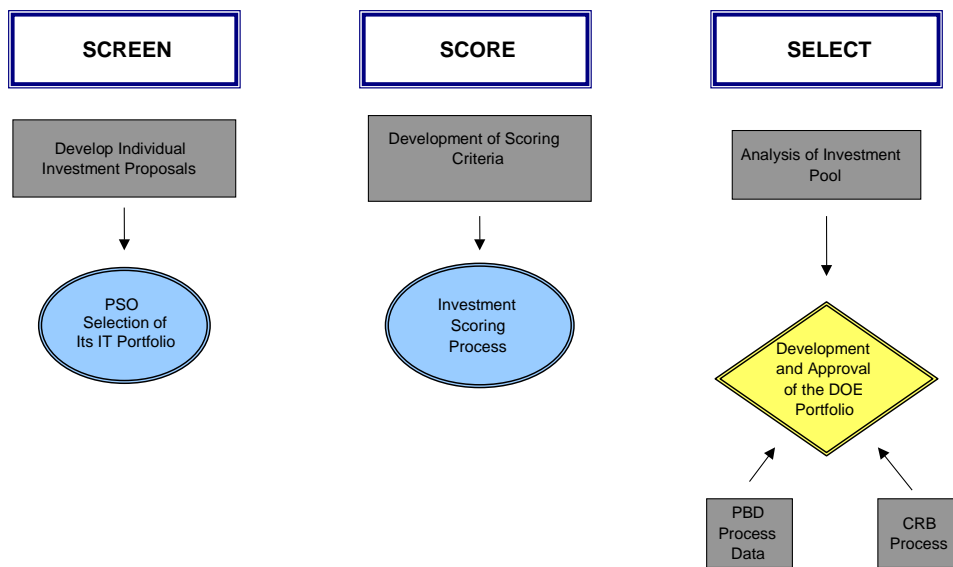 SCREEN
Develop Individual
Investment Proposals
PSO
Selection of
Its IT Portfolio
SCORE
Development of Scoring
Criteria
Investment
Scoring
Process
SELECT
Analysis of Investment
Pool
Development
and Approval
of the DOE
Portfolio
PBD
Process
Data
CRB
Process